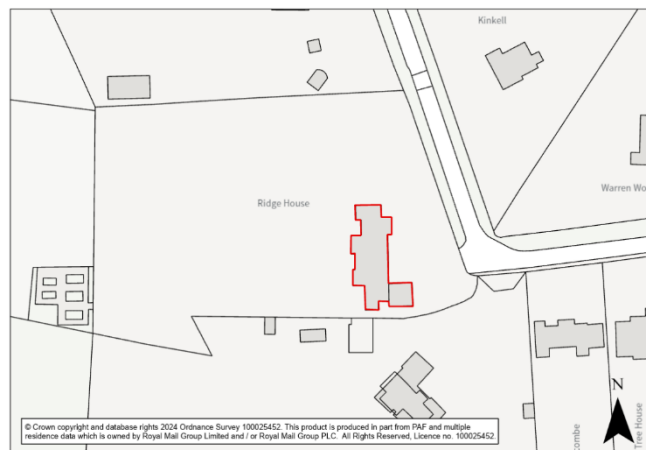 Kinkell
Ridge House
Warren Wo
combe
Tree House
N
© Crown copyright and database rights 2024 Ordnance Survey 100025452. This product is produced in part from PAF and multiple
residence data which is owned by Royal Mail Group Limited and / or Royal Mail Group PLC. All Rights Reserved, Licence no. 100025452.